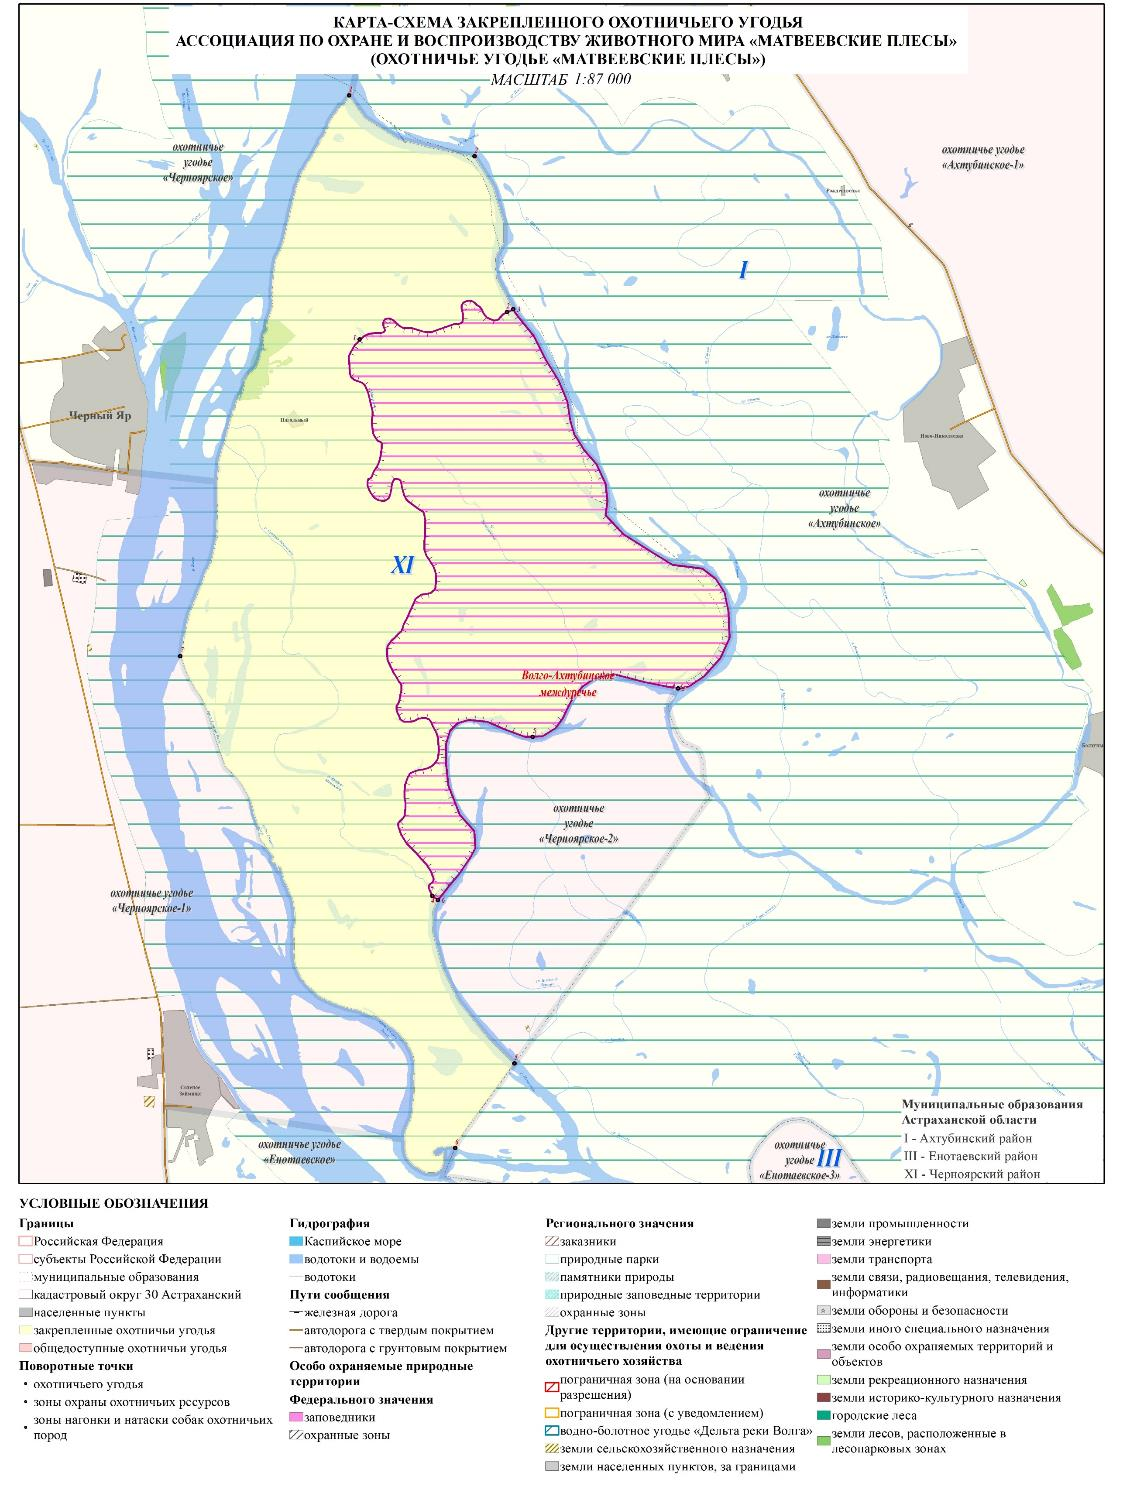 КАРТА-СХЕМА ЗАКРЕПЛЕННОГО ОХОТНИЧЬЕГО УГОДЬЯ
АССОЦИАЦИЯ ПО ОХРАНЕ И ВОСПРОИЗВОДСТВУ ЖИВОТНОГО МИРА «МАТВЕЕВСКИЕ ПЛЕСЫ»
(ОХОТНИЧЬЕ УГОДЬЕ «МАТВЕЕВСКИЕ ПЛЕСЫ»)
МАСШТАБ 1:87 000
охотничье
угодье
«Черноярское»
охотничье угодье
«Ахтубинское-1»
I
Черный Яр
охотничье
угодье
«Ахтубинское»
XI
Волго-Ахтубинское
междуречье
охотничье
угодье
«Черноярское-2»
охотничье угодье
«Черноярское-1»
Солёное
Займище
охотничье угодье
«Енотаевское»
охотничье
угодье
«Енотаевское-3»
III
Муниципальные образования
Астраханской области
I - Ахтубинский район
III - Енотаевский район
XI - Черноярский район
УСЛОВНЫЕ ОБОЗНАЧЕНИЯ
Границы
Российская Федерация
субъекты Российской Федерации
муниципальные образования
кадастровый округ 30 Астраханский
населенные пункты
закрепленные охотничьи угодья
общедоступные охотничьи угодья
Поворотные точки
охотничьего угодья
зоны охраны охотничьих ресурсов
зоны нагонки и натаски собак охотничьих
пород
Гидрография
Каспийское море
водотоки и водоемы
водотоки
Пути сообщения
железная дорога
автодорога с твердым покрытием
автодорога с грунтовым покрытием
Особо охраняемые природные
территории
Федерального значения
заповедники
охранные зоны
Регионального значения
заказники
природные парки
памятники природы
природные заповедные территории
охранные зоны
Другие территории, имеющие ограничение
для осуществления охоты и ведения
охотничьего хозяйства
пограничная зона (на основании
разрешения)
пограничная зона (с уведомлением)
водно-болотное угодье «Дельта реки Волга»
земли сельскохозяйственного назначения
земли населенных пунктов, за границами
земли промышленности
земли энергетики
земли транспорта
земли связи, радиовещания, телевидения,
информатики
земли обороны и безопасности
земли иного специального назначения
земли особо охраняемых территорий и
объектов
земли рекреационного назначения
земли историко-культурного назначения
городские леса
земли лесов, расположенные в
лесопарковых зонах